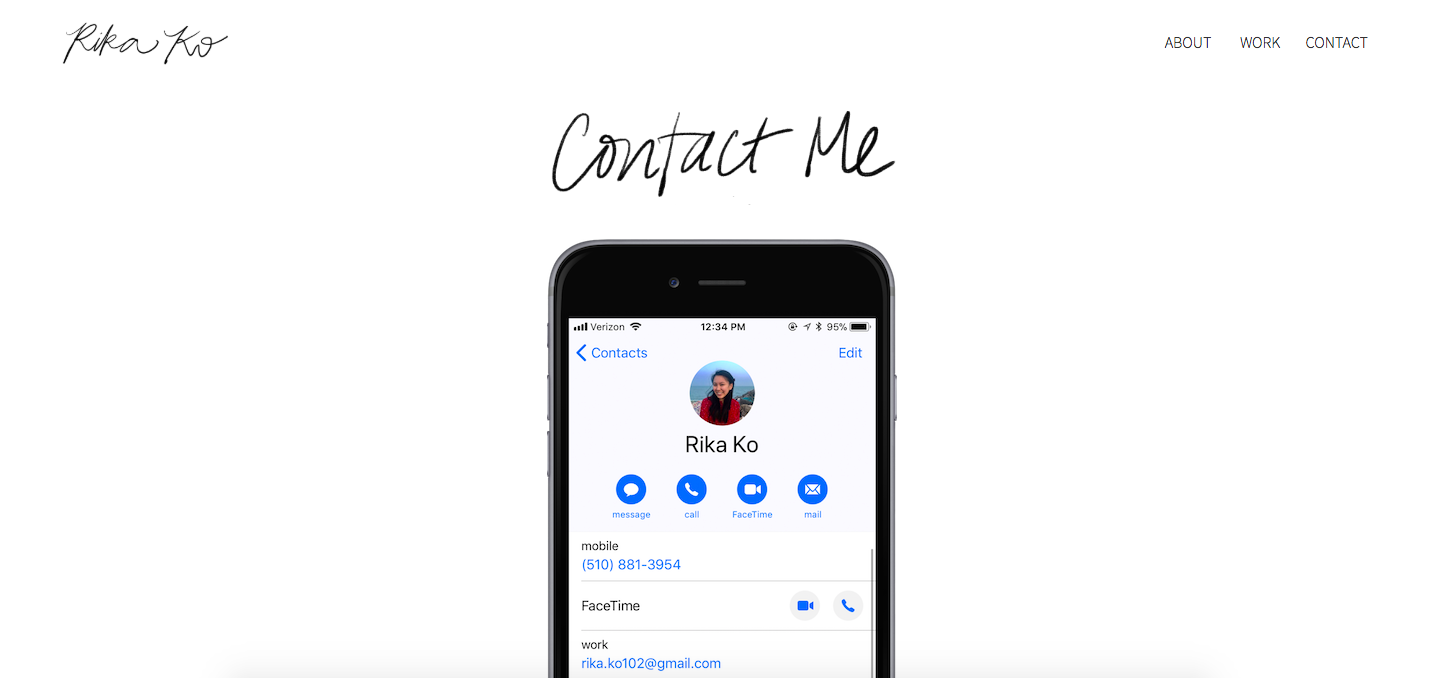 Rika Ko
ABOUT WORK CONTACT
Contact Me
Verizon 12:34 PM 95%
Contacts Edit
Rika Ko
message call FaceTime mail
mobile
(510) 881-3954
FaceTime
work
rika.ko102@gmail.com